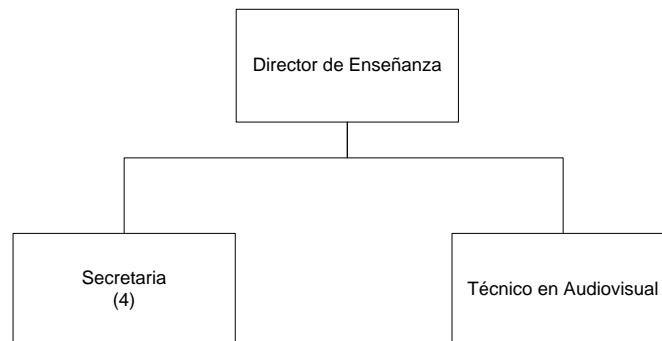 Director de Enseñanza
Secretaria
(4)
Técnico en Audiovisual